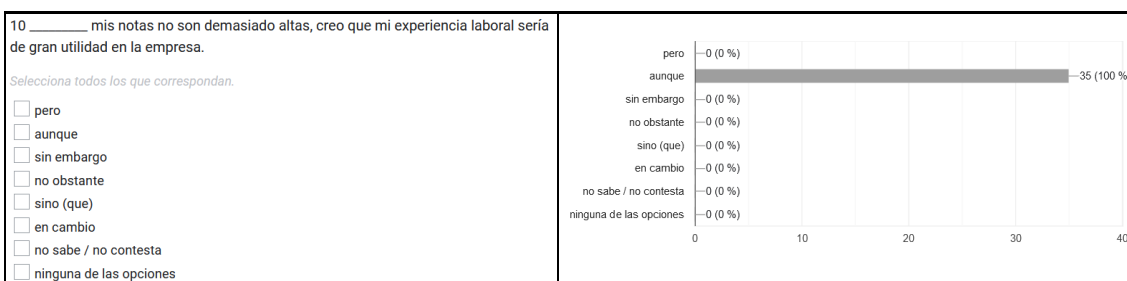 10 ________ mis notas no son demasiado altas, creo que mi experiencia laboral sería
de gran utilidad en la empresa.
Selecciona todos los que correspondan.
pero
aunque
sin embargo
no obstante
sino (que)
en cambio
no sabe / no contesta
ninguna de las opciones
pero 0 (0 %)
aunque 35 (100 %
sin embargo 0 (0 %)
no obstante 0 (0 %)
sino (que) 0 (0 %)
en cambio 0 (0 %)
no sabe / no contesta 0 (0 %)
ninguna de las opciones 0 (0 %)
0 10 20 30 40